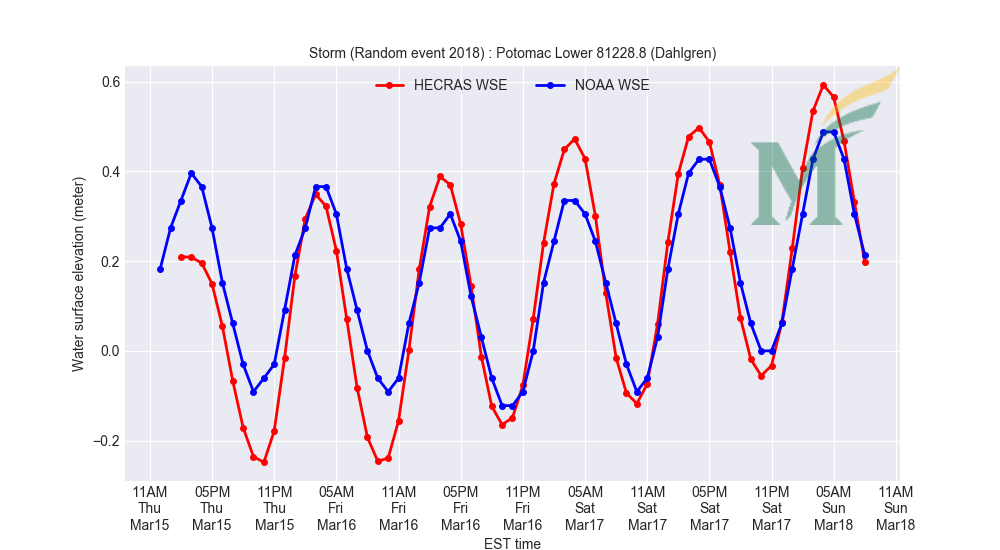 Storm (Random event 2018) : Potomac Lower 81228.8 (Dahlgren)
HECRAS WSE
NOAA WSE
M
Water surface elevation (meter)
0.6
0.4
0.2
0.0
−0.2
11AM 05PM 11PM 05AM 11AM 05PM 11PM 05AM 11AM 05PM 11PM 05AM 11AM
Thu Thu Thu Fri Fri Fri Fri Sat Sat Sat Sat Sun Sun
Mar15 Mar15 Mar15 Mar16 Mar16 Mar16 Mar16 Mar17 Mar17 Mar17 Mar17 Mar18 Mar18
EST time